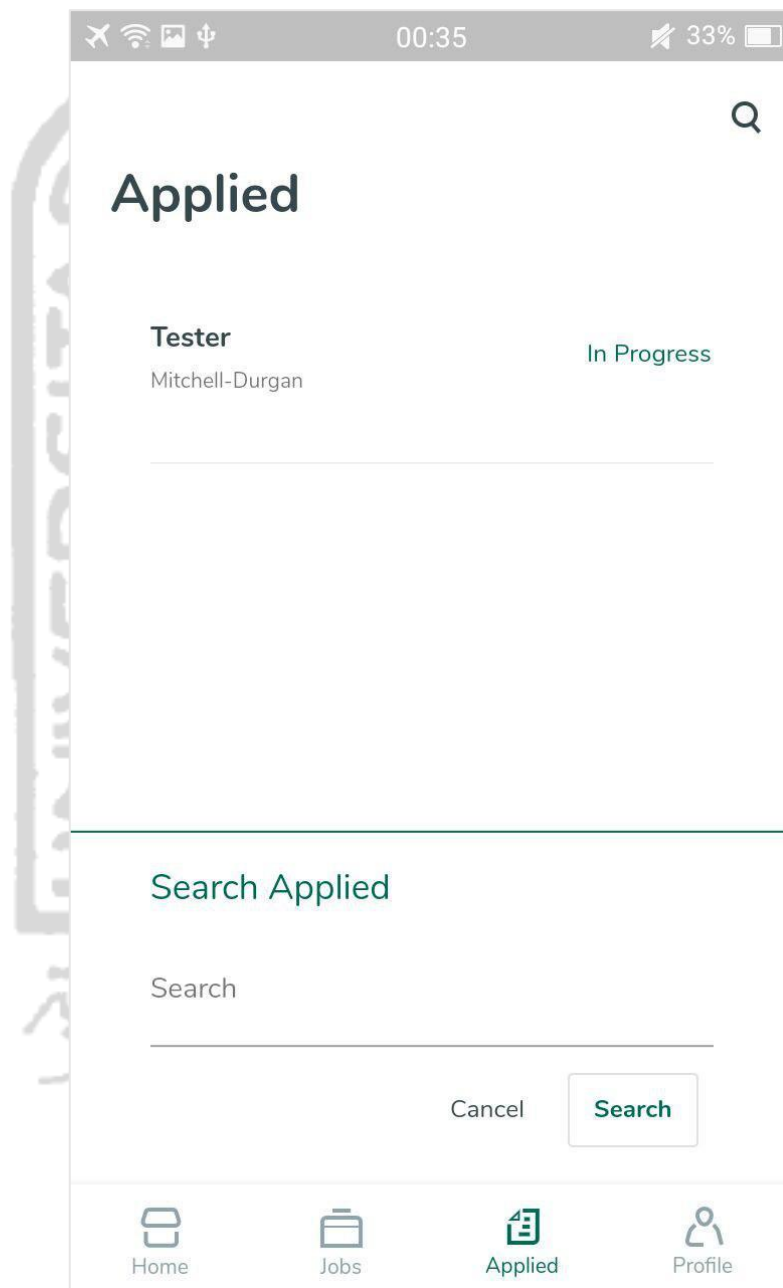 00:35
33%
Applied
Tester
In Progress
Mitchell-Durgan
Search Applied
Search
Cancel
Search
Home
Jobs
Applied
Profile